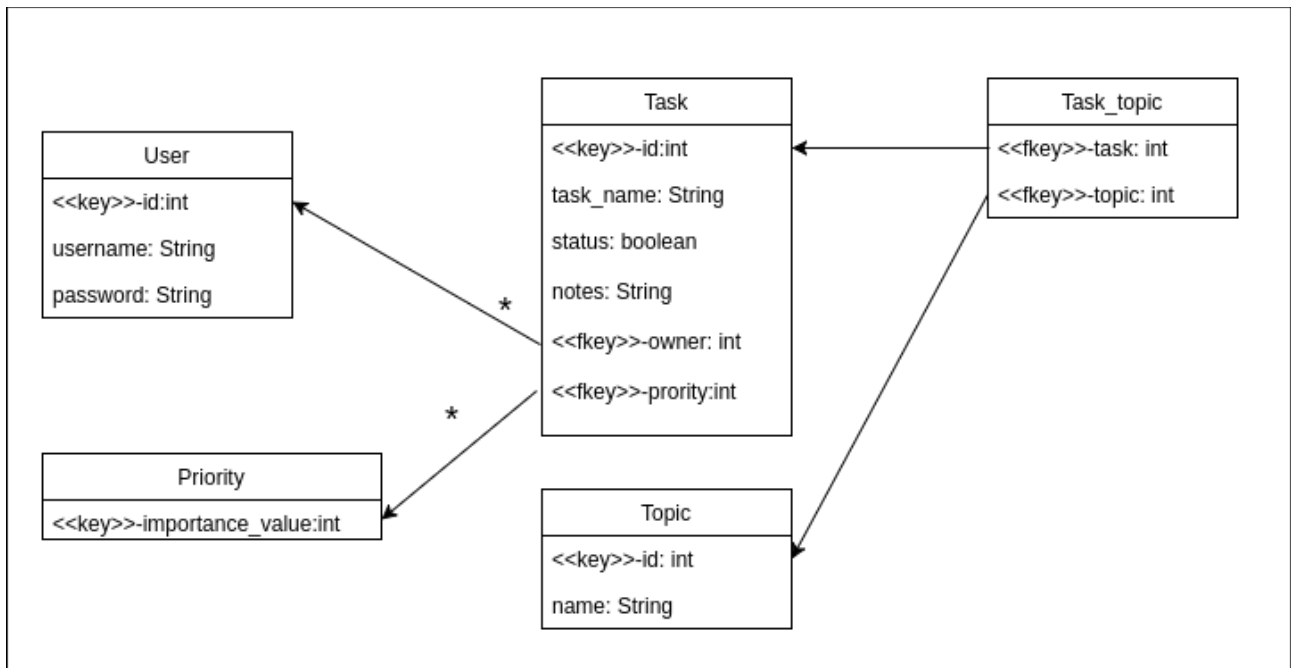 User
<<key>>-id:int
username: String
password: String
*
Priority
<<key>>-importance_value:int
*
Task
<<key>>-id:int
task_name: String
status: boolean
notes: String
<<fkey>>-owner: int
<<fkey>>-prority:int
Topic
<<key>>-id: int
name: String
Task_topic
<<fkey>>-task: int
<<fkey>>-topic: int